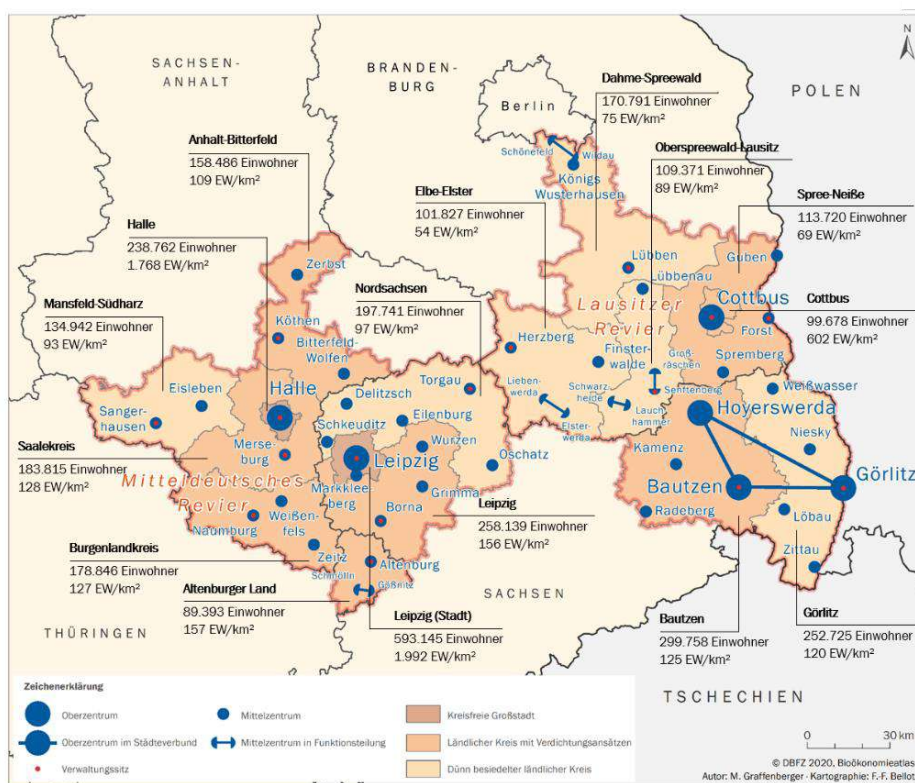 N
SACHSEN-
ANHALT
BRANDEN-
BURG
Berlin
POLEN
Dahme-Spreewald
170.791 Einwohner
75 EW/km²
Anhalt-Bitterfeld
158.486 Einwohner
109 EW/km²
Schönefeld
Wildau
Königs
Wusterhausen
Oberspreewald-Lausitz
109.371 Einwohner
89 EW/km²
Elbe-Elster
101.827 Einwohner
54 EW/km²
Spree-Neiße
113.720 Einwohner
69 EW/km²
Halle
238.762 Einwohner
1.768 EW/km²
Zerbst
Lübben
Lübbenau
Guben
Nordsachsen
197.741 Einwohner
97 EW/km²
Lausitzer
Revier
Cottbus
Cottbus
99.678 Einwohner
602 EW/km²
Mansfeld-Südharz
134.942 Einwohner
93 EW/km²
Köthen
Bitterfeld-
Wolfen
Herzberg
Finster-
walde
Groß-
räschen
Forst
Spremberg
Eisleben
Sanger-
hausen
Halle
Delitzsch
Torgau
Lieben-
werda
Schwarz-
heide
Senftenberg
Weißwasser
Schkeuditz
Eilenburg
Elster-
werda
Lauch-
hammer
Hoyerswerda
Niesky
Saalekreis
183.815 Einwohner
128 EW/km²
Merse-
burg
Leipzig
Wurzen
Oschatz
Kamenz
Görlitz
Mitteldeutsches
Revier
Markklee-
berg
Grimma
Bautzen
Naumburg
Weißen-
fels
Borna
Leipzig
258.139 Einwohner
156 EW/km²
Radeberg
Löbau
Burgenlandkreis
178.846 Einwohner
127 EW/km²
Zeitz
Altenburg
Zittau
Schmölln
Gößnitz
Altenburger Land
89.393 Einwohner
157 EW/km²
SACHSEN
THÜRINGEN
Leipzig (Stadt)
593.145 Einwohner
1.992 EW/km²
Bautzen
299.758 Einwohner
125 EW/km²
Görlitz
252.725 Einwohner
120 EW/km²
TSCHECHIEN
Zeichenerklärung
Oberzentrum
Mittelzentrum
Kreisfreie Großstadt
Oberzentrum im Städteverbund
Mittelzentrum in Funktionsteilung
Ländlicher Kreis mit Verdichtungsansätzen
Verwaltungssitz
Dünn besiedelter ländlicher Kreis
0 30 km
© DBFZ 2020, Bioökonomieatlas
Autor: M. Graffenberger - Kartographie: F.-F. Bellot